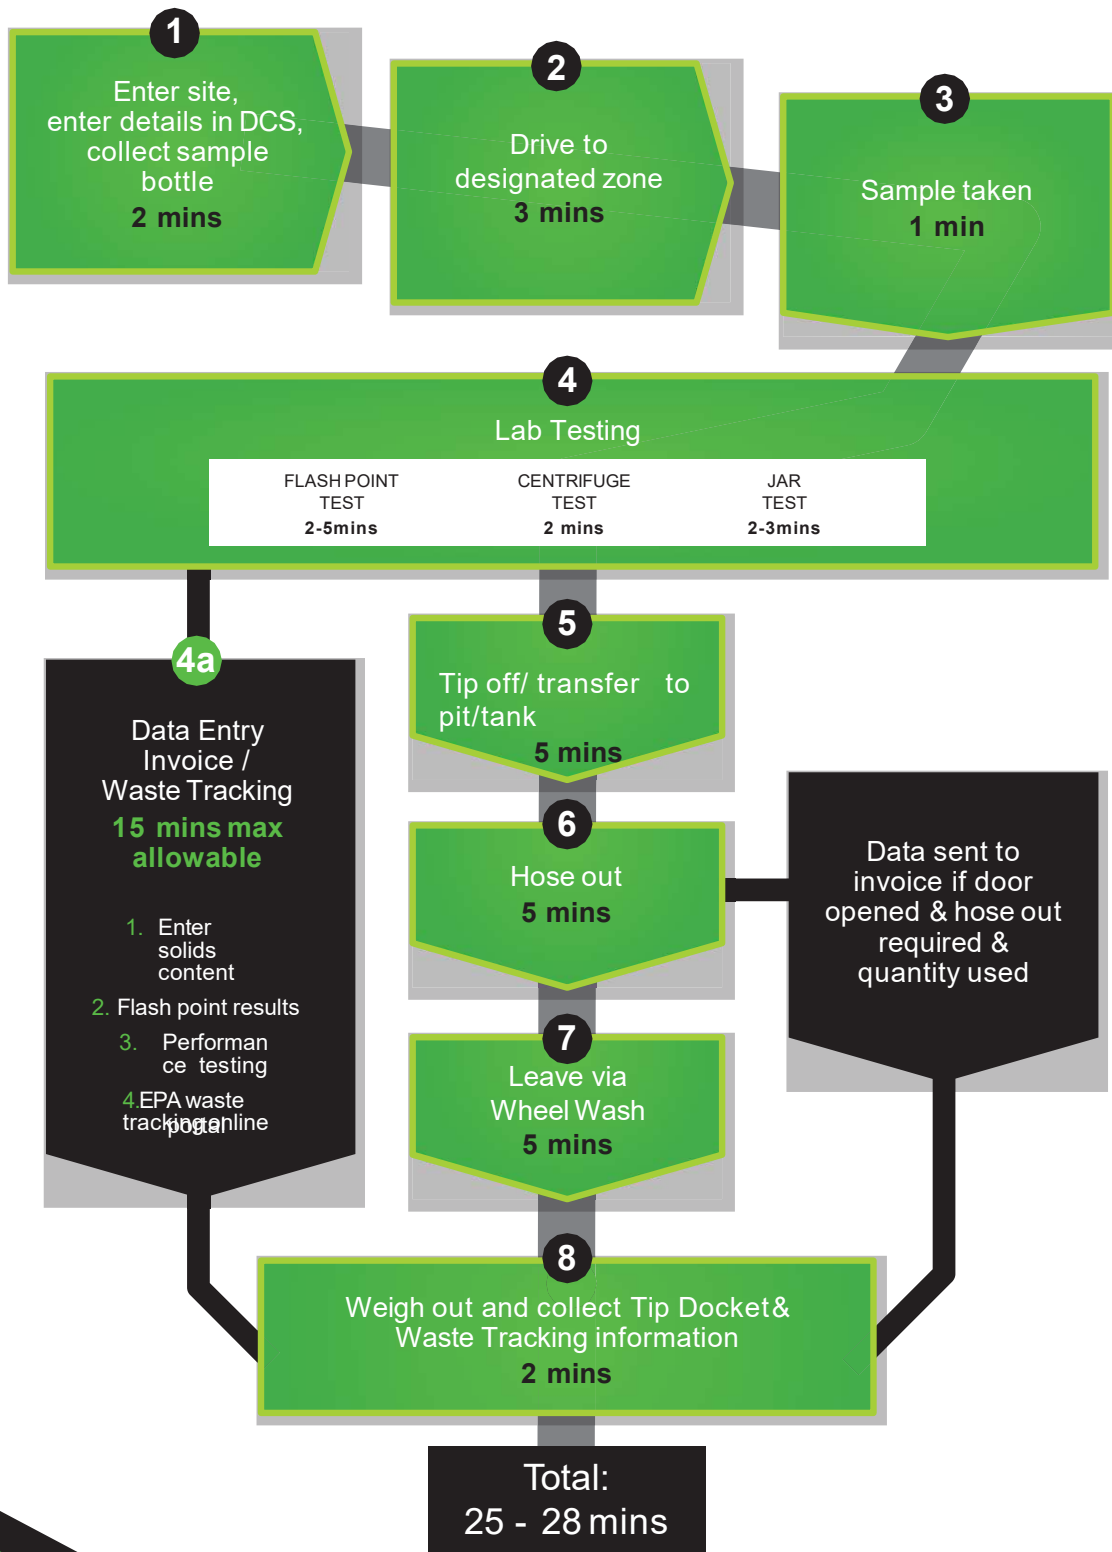 1
Enter site,
enter details in DCS,
collect sample
bottle
2 mins
2
Drive to
designated zone
3 mins
3
Sample taken
1 min
4
Lab Testing
FLASH POINT
TEST
2-5mins
CENTRIFUGE
TEST
2 mins
JAR
TEST
2-3mins
4a
Data Entry
Invoice /
Waste Tracking
15 mins max
allowable
1. Enter
solids
content
2. Flash point results
3. Performan
ce testing
4.EPA waste
tracking online
portal
5
Tip off/ transfer to
pit/tank
5 mins
6
Hose out
5 mins
Data sent to
invoice if door
opened & hose out
required &
quantity used
7
Leave via
Wheel Wash
5 mins
8
Weigh out and collect Tip Docket &
Waste Tracking information
2 mins
Total:
25 - 28 mins